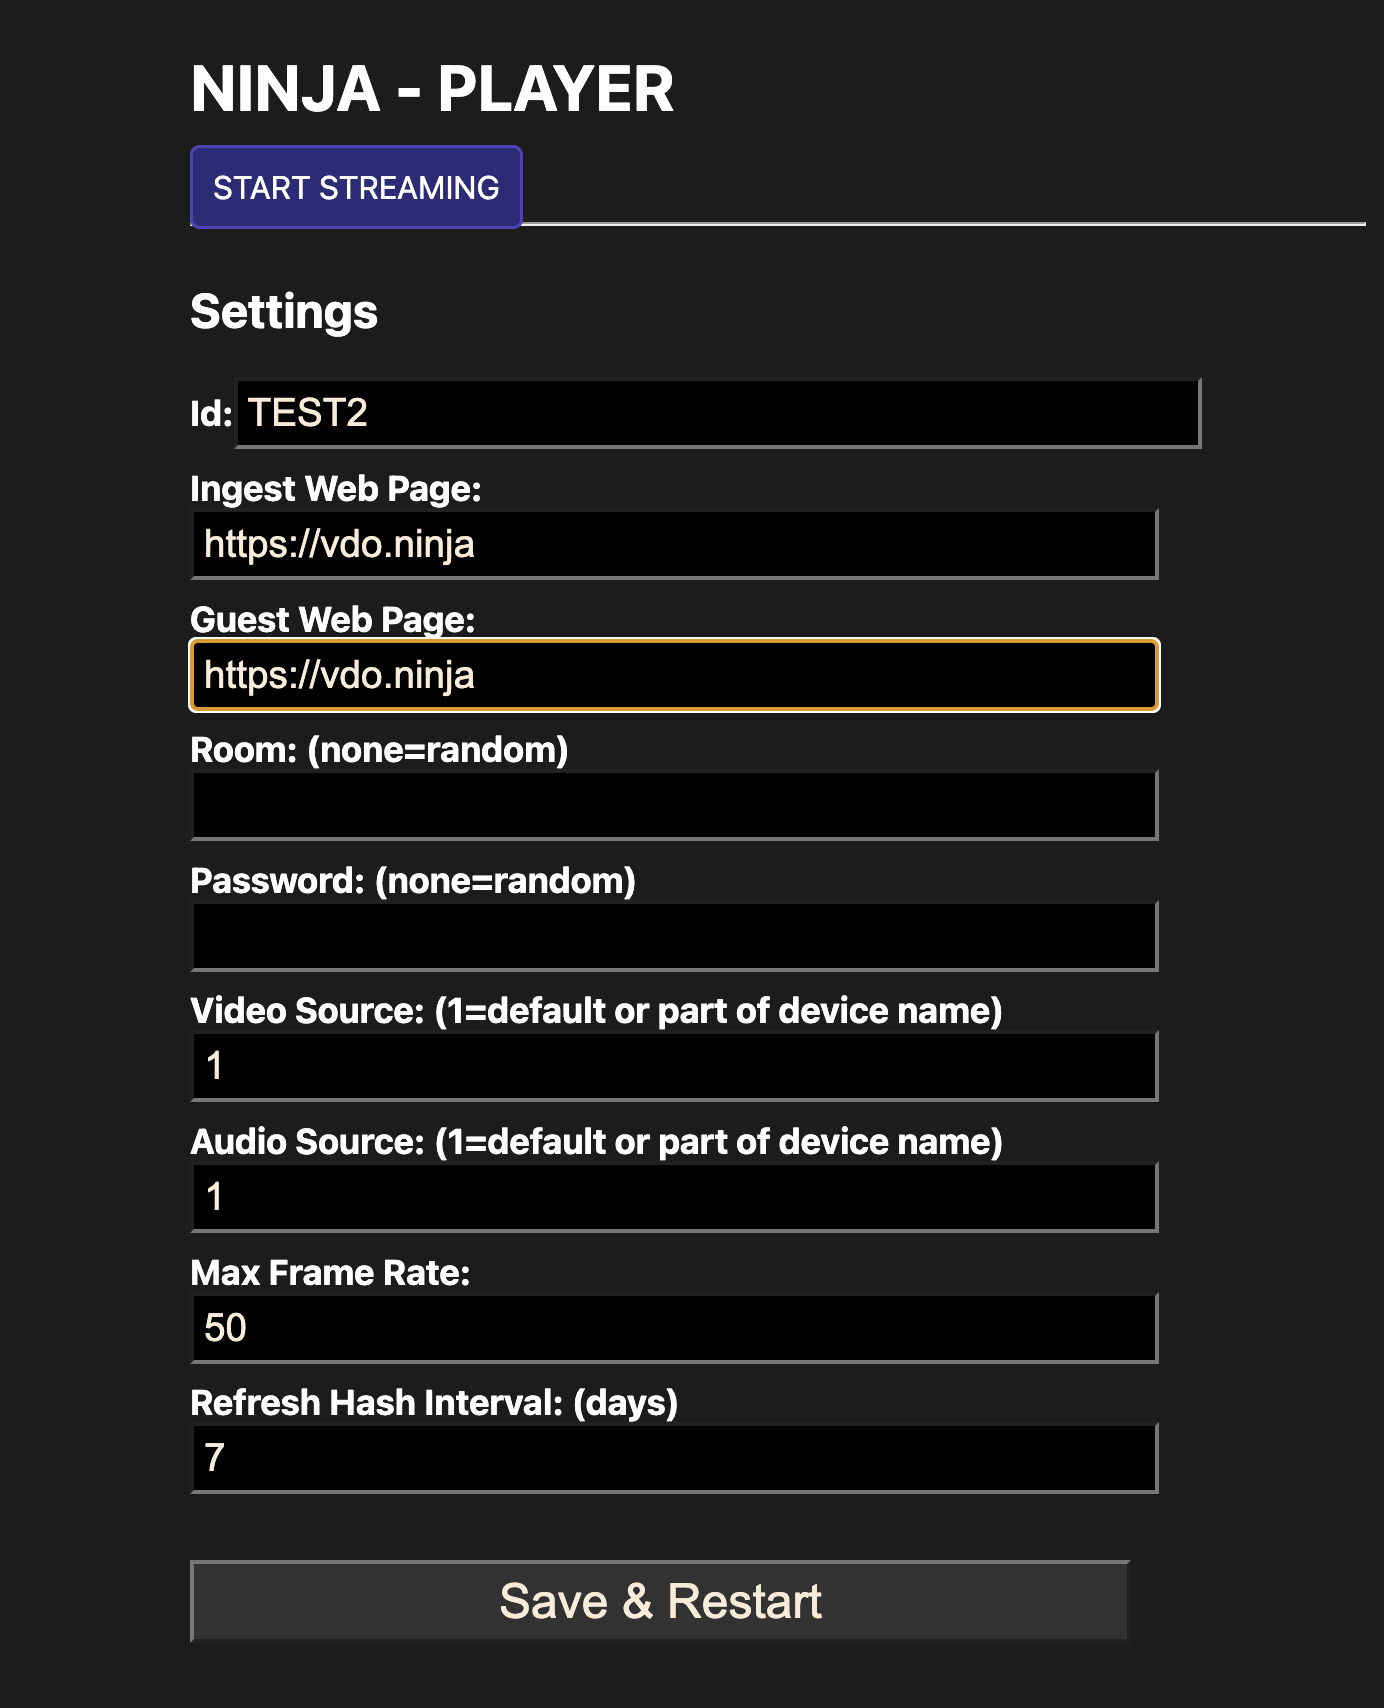 NINJA - PLAYER
START STREAMING
Settings
Id: TEST2
Ingest Web Page:
https://vdo.ninja
Guest Web Page:
https://vdo.ninja
Room: (none=random)
Password: (none=random)
Video Source: (1=default or part of device name)
1
Audio Source: (1=default or part of device name)
1
Max Frame Rate:
50
Refresh Hash Interval: (days)
7
Save & Restart